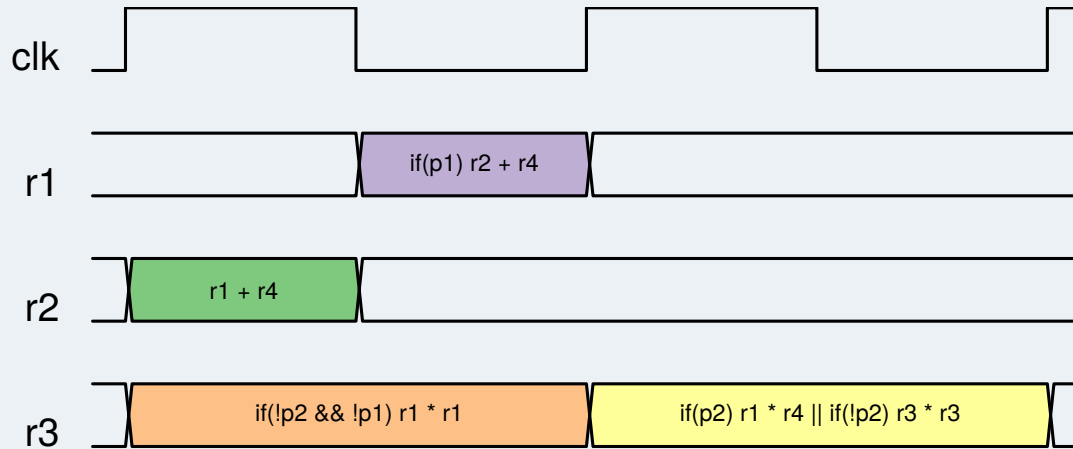 clk
r1
if(p1) r2 + r4
r2
r1 + r4
r3
if(!p2 && !p1) r1 * r1
if(p2) r1 * r4 || if(!p2) r3 * r3